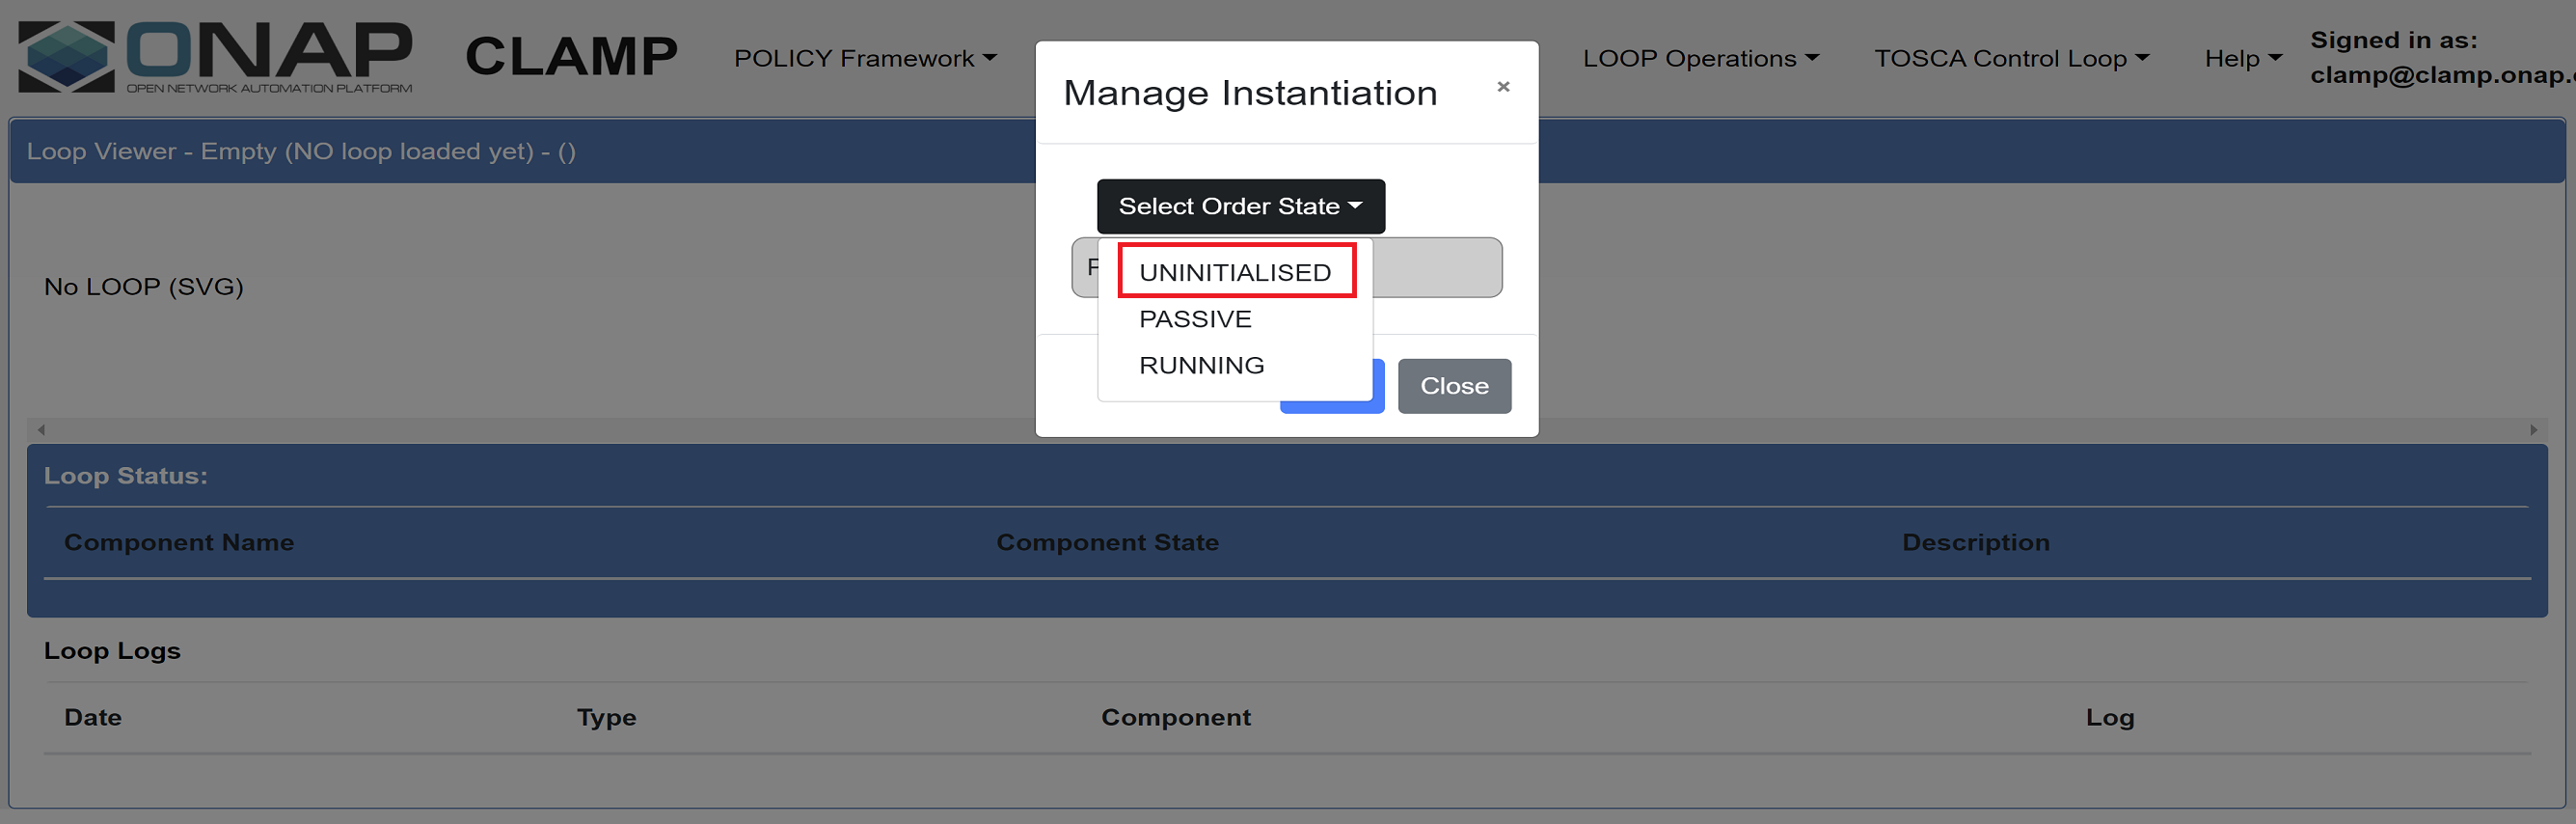 ONAP
OPEN NETWORK AUTOMATION PLATFORM
CLAMP
POLICY Framework
LOOP Operations
TOSCA Control Loop
Help
Signed in as:
clamp@clamp.onap.
Manage Instantiation
×
Loop Viewer - Empty (NO loop loaded yet) - ()
Select Order State
UNINITIALISED
PASSIVE
RUNNING
No LOOP (SVG)
Close
Loop Status:
Component Name Component State Description
Loop Logs
Date Type Component Log